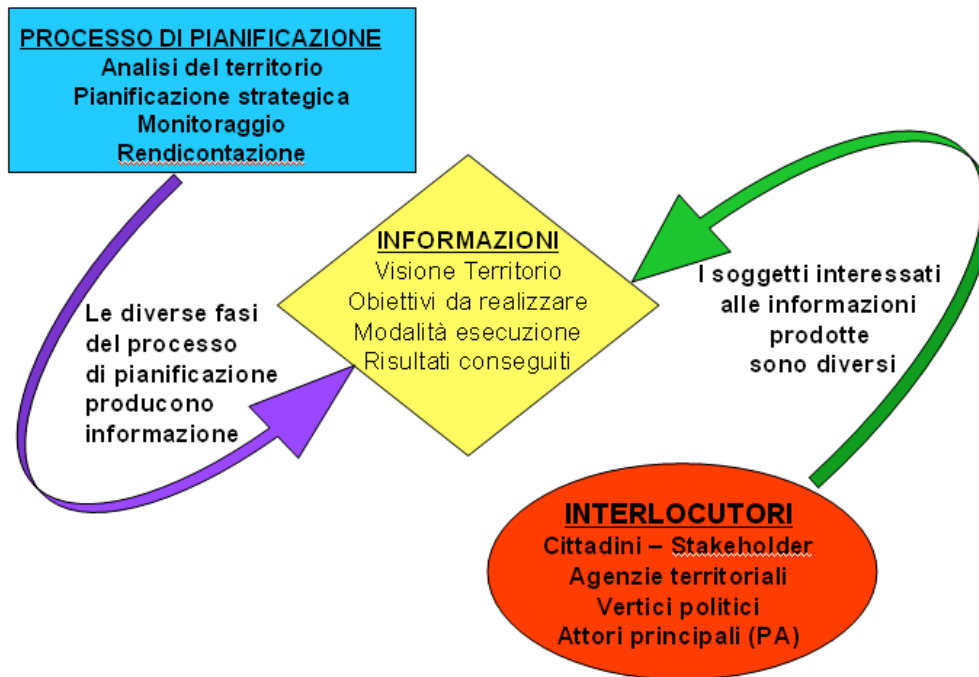 PROCESSO DI PIANIFICAZIONE
Analisi del territorio
Pianificazione strategica
Monitoraggio
Rendicontazione
INFORMAZIONI
Visione Territorio
Obiettivi da realizzare
Modalità esecuzione
Risultati conseguiti
Le diverse fasi
del processo
di pianificazione
producono
informazione
I soggetti interessati
alle informazioni
prodotte
sono diversi
INTERLOCUTORI
Cittadini – Stakeholder
Agenzie territoriali
Vertici politici
Attori principali (PA)